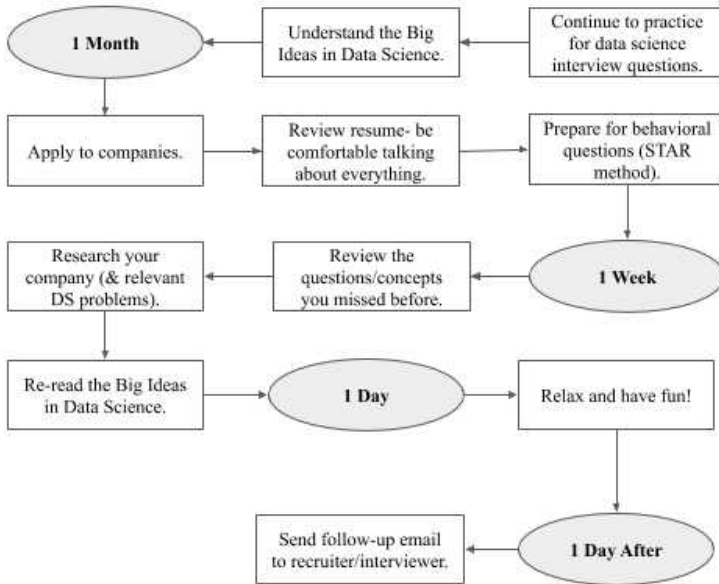 Continue to practice
for data science
interview questions.
Understand the Big
Ideas in Data Science.
1 Month
Apply to companies.
Review resume- be
comfortable talking
about everything.
Prepare for behavioral
questions (STAR
method).
1 Week
Review the
questions/concepts
you missed before.
Research your
company (& relevant
DS problems).
Re-read the Big Ideas
in Data Science.
1 Day
Relax and have fun!
1 Day After
Send follow-up email
to recruiter/interviewer.